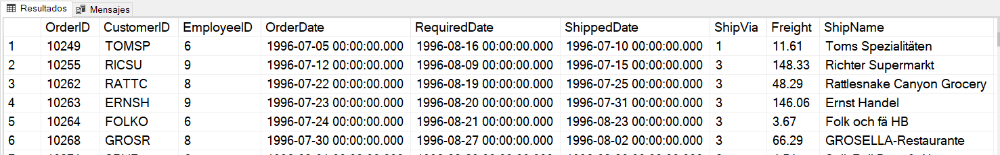 Resultados Mensajes
OrderID CustomerID EmployeeID OrderDate RequiredDate ShippedDate ShipVia Freight ShipName
1 10249 TOMSP 6 1996-07-05 00:00:00.000 1996-08-16 00:00:00.000 1996-07-10 00:00:00.000 1 11.61 Toms Spezialitäten
2 10255 RICSU 9 1996-07-12 00:00:00.000 1996-08-09 00:00:00.000 1996-07-15 00:00:00.000 3 148.33 Richter Supermarkt
3 10262 RATTC 8 1996-07-22 00:00:00.000 1996-08-19 00:00:00.000 1996-07-25 00:00:00.000 3 48.29 Rattlesnake Canyon Grocery
4 10263 ERNSH 9 1996-07-23 00:00:00.000 1996-08-20 00:00:00.000 1996-07-31 00:00:00.000 3 146.06 Ernst Handel
5 10264 FOLKO 6 1996-07-24 00:00:00.000 1996-08-21 00:00:00.000 1996-08-23 00:00:00.000 3 3.67 Folk och fä HB
6 10268 GROSR 8 1996-07-30 00:00:00.000 1996-08-27 00:00:00.000 1996-08-02 00:00:00.000 3 66.29 GROSELLA-Restaurante